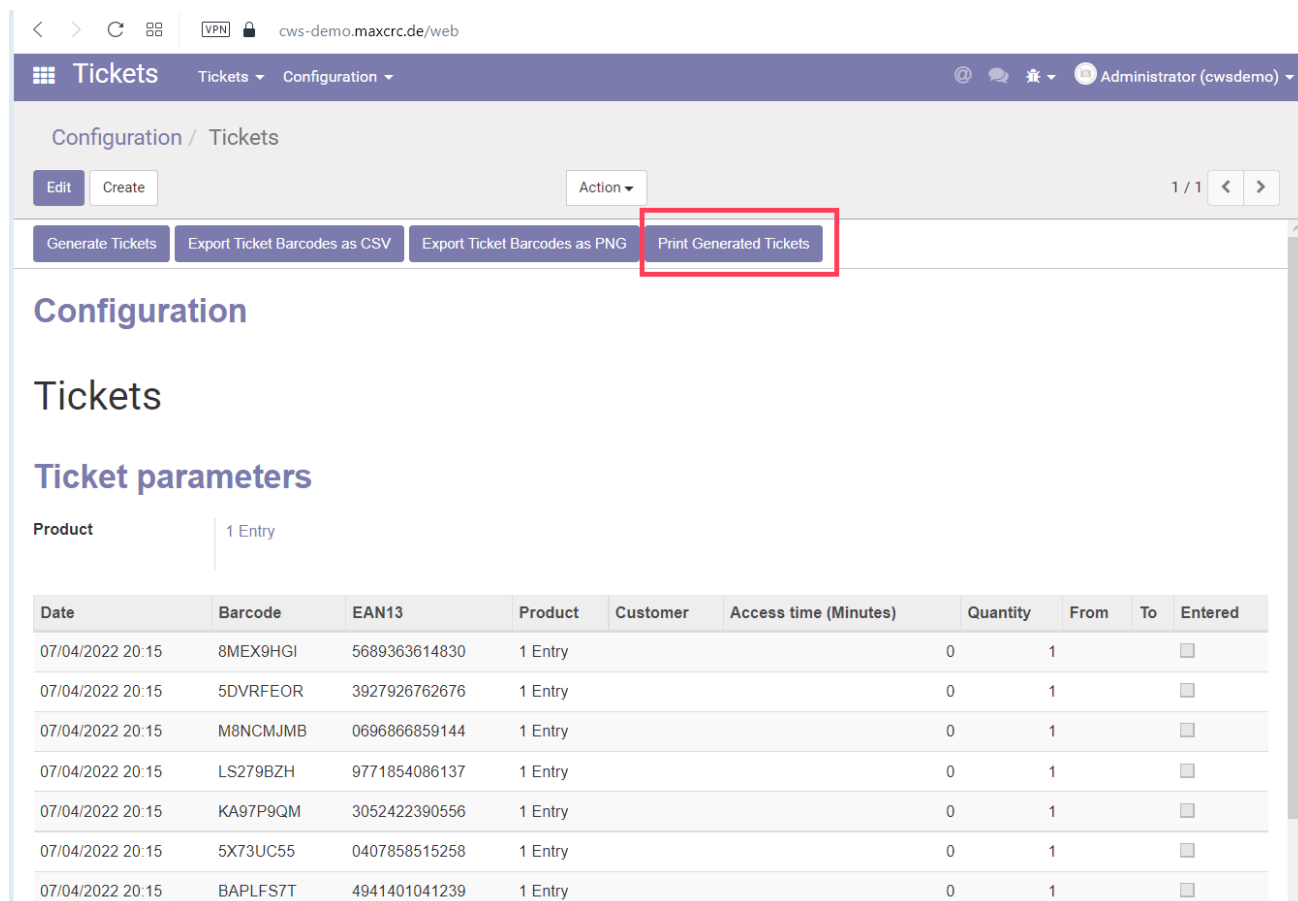 VPN cws-demo.maxcrc.de/web
Tickets Tickets Configuration @ Administrator (cwsdemo)
Configuration / Tickets
Edit Create Action 1 / 1
Generate Tickets Export Ticket Barcodes as CSV Export Ticket Barcodes as PNG Print Generated Tickets
Configuration
Tickets
Ticket parameters
Product 1 Entry
Date Barcode EAN13 Product Customer Access time (Minutes) Quantity From To Entered
07/04/2022 20:15 8MEX9HGI 5689363614830 1 Entry 0 1
07/04/2022 20:15 5DVRFEOR 3927926762676 1 Entry 0 1
07/04/2022 20:15 M8NCMJMB 0696866859144 1 Entry 0 1
07/04/2022 20:15 LS279BZH 9771854086137 1 Entry 0 1
07/04/2022 20:15 KA97P9QM 3052422390556 1 Entry 0 1
07/04/2022 20:15 5X73UC55 0407858515258 1 Entry 0 1
07/04/2022 20:15 BAPLFS7T 4941401041239 1 Entry 0 1